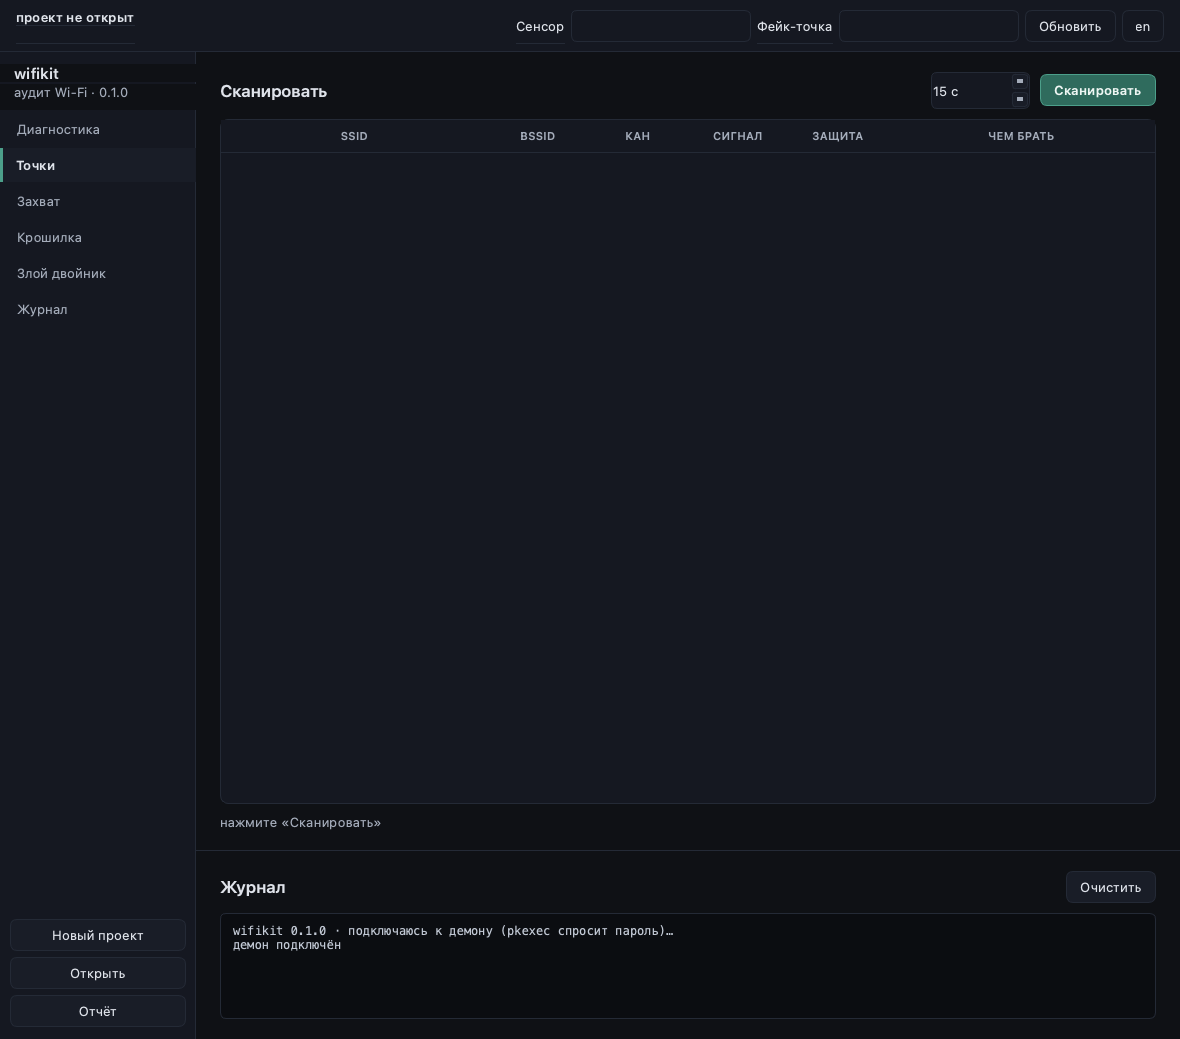 проект не открыт
Сенсор
Фейк-точка
Обновить
en
wifikit
аудит Wi-Fi · 0.1.0
Диагностика
Точки
Захват
Крошилка
Злой двойник
Журнал
Новый проект
Открыть
Отчёт
Сканировать
15 с
Сканировать
SSID BSSID КАН СИГНАЛ ЗАЩИТА ЧЕМ БРАТЬ
нажмите «Сканировать»
Журнал
Очистить
wifikit 0.1.0 · подключаюсь к демону (pkexec спросит пароль)…
демон подключён